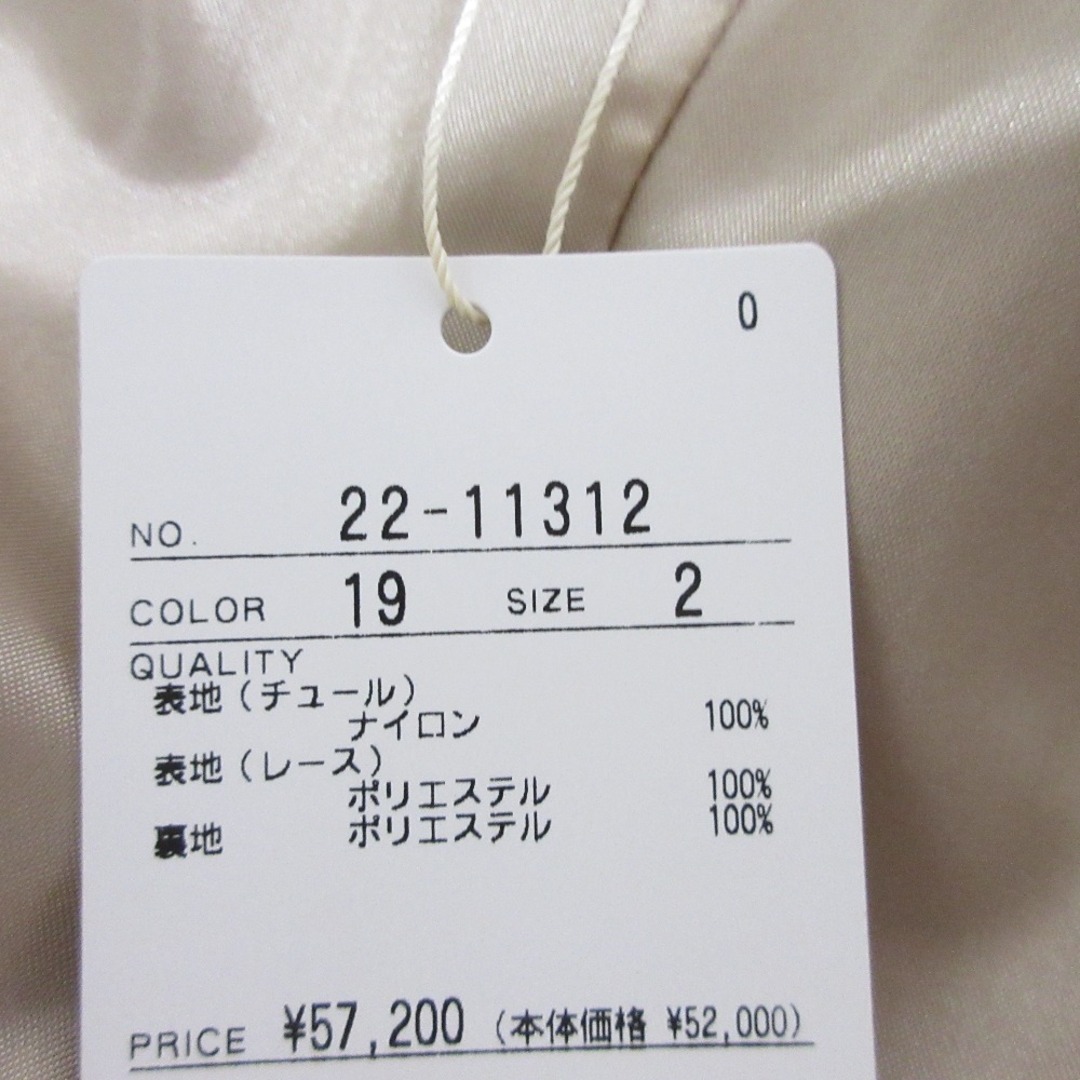 0
NO. 22-11312
COLOR 19 SIZE 2
QUALITY
表地(チュール)
ナイロン 100%
表地(レース)
ポリエステル 100%
裏地 ポリエステル 100%
PRICE ¥57,200 (本体価格 ¥52,000)